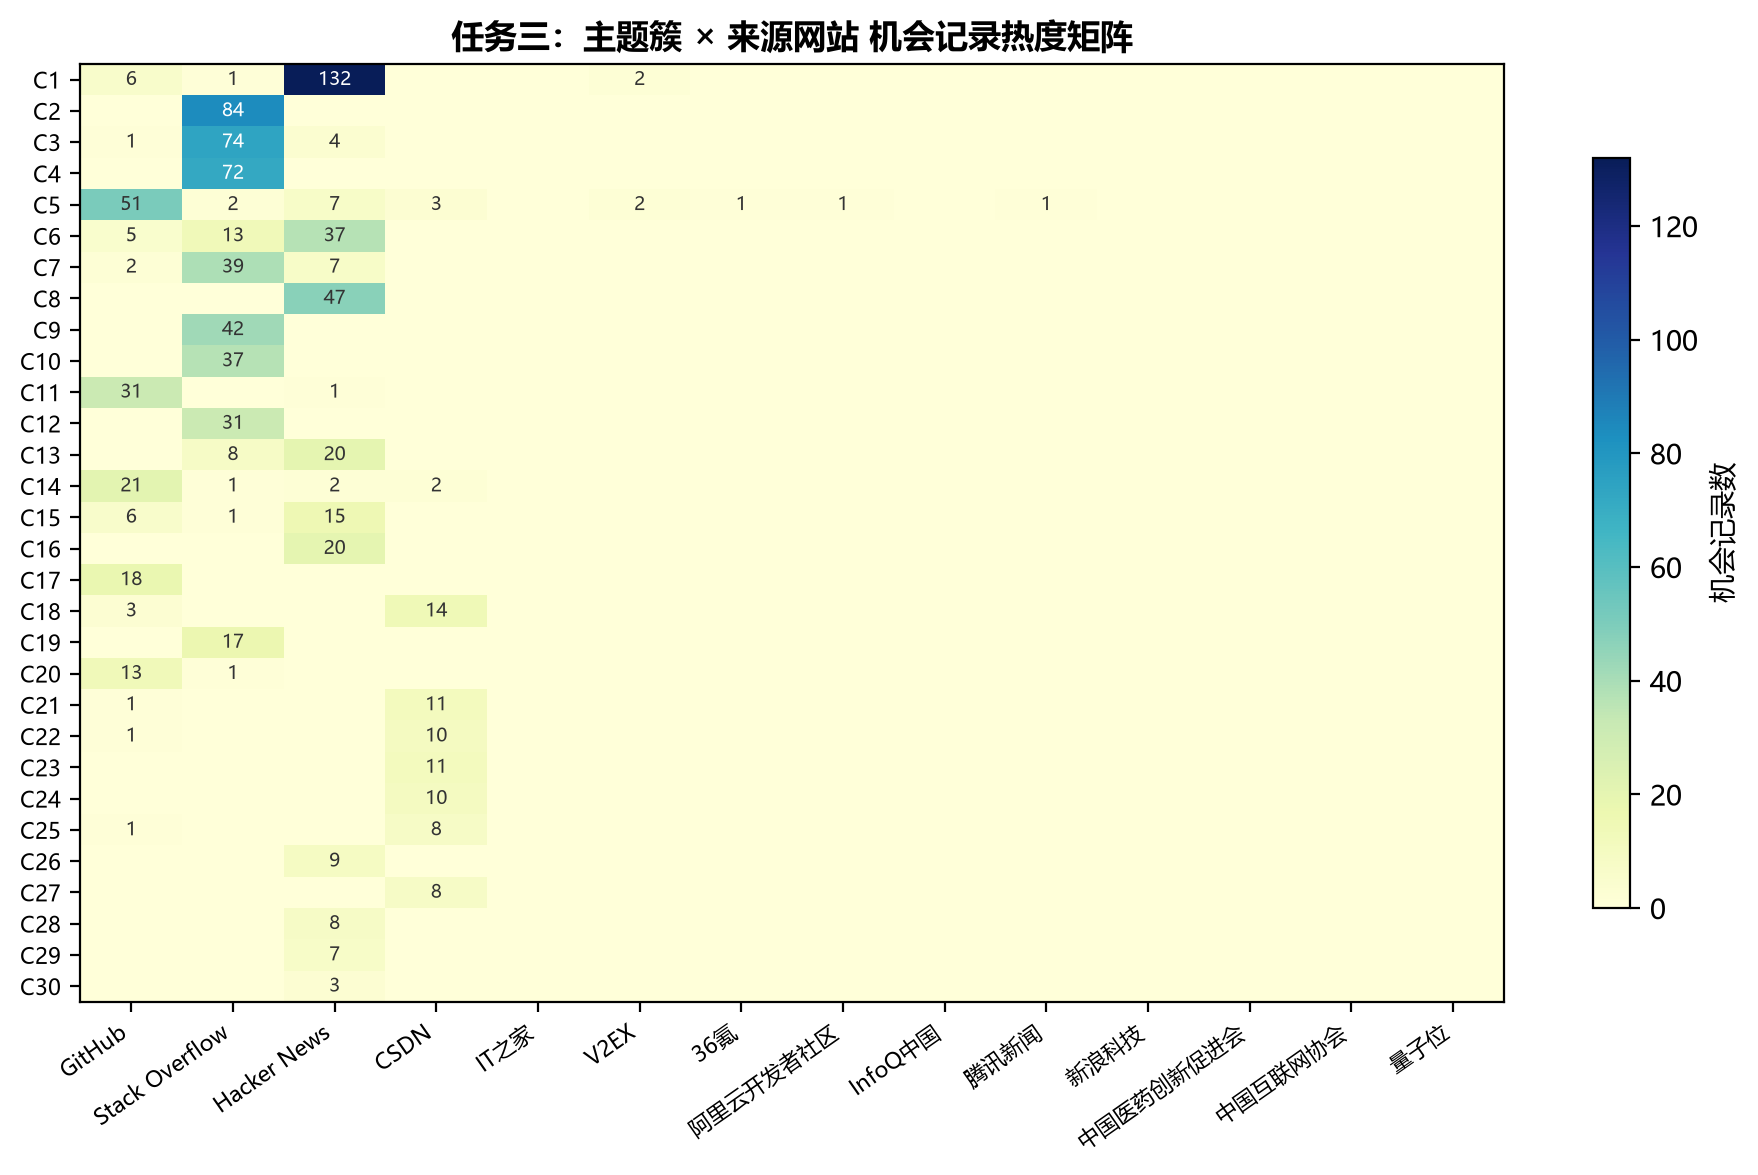 任务三：主题簇 × 来源网站 机会记录热度矩阵
C1 6 1 132 2
C2 84
C3 1 74 4
C4 72
C5 51 2 7 3 2 1 1 1
C6 5 13 37
C7 2 39 7
C8 47
C9 42
C10 37
C11 31 1
C12 31
C13 8 20
C14 21 1 2 2
C15 6 1 15
C16 20
C17 18
C18 3 14
C19 17
C20 13 1
C21 1 11
C22 1 10
C23 11
C24 10
C25 1 8
C26 9
C27 8
C28 8
C29 7
C30 3
GitHub
Stack Overflow
Hacker News
CSDN
IT之家
V2EX
36氪
阿里云开发者社区
InfoQ中国
腾讯新闻
新浪科技
中国医药创新促进会
中国互联网协会
量子位
120
100
80
60
40
20
0
机会记录数